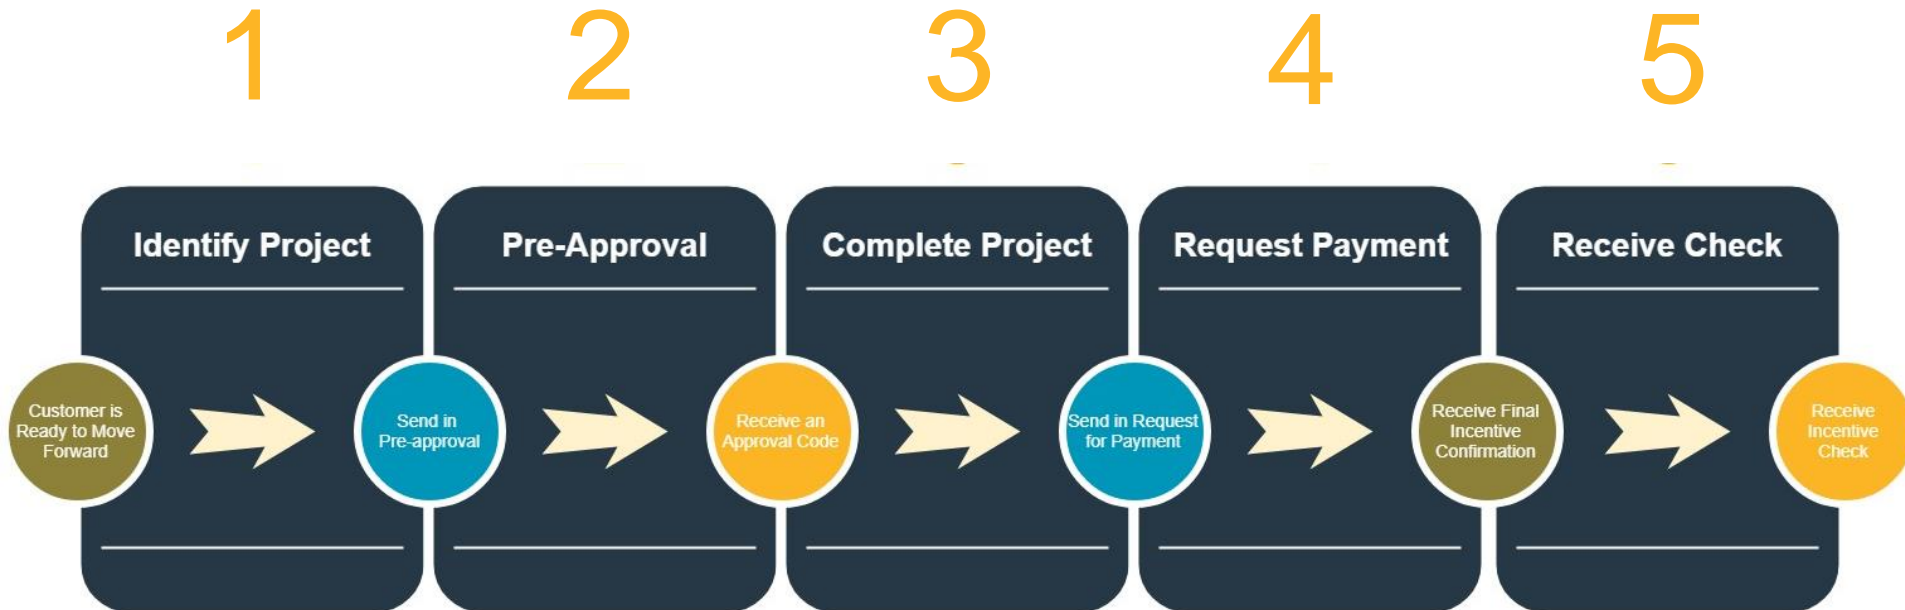 1
2
3
4
5
Identify Project
Pre-Approval
Complete Project
Request Payment
Receive Check
Customer is
Ready to Move
Forward
Send in
Pre-approval
Receive an
Approval Code
Send in Request
for Payment
Receive Final
Incentive
Confirmation
Receive
Incentive
Check